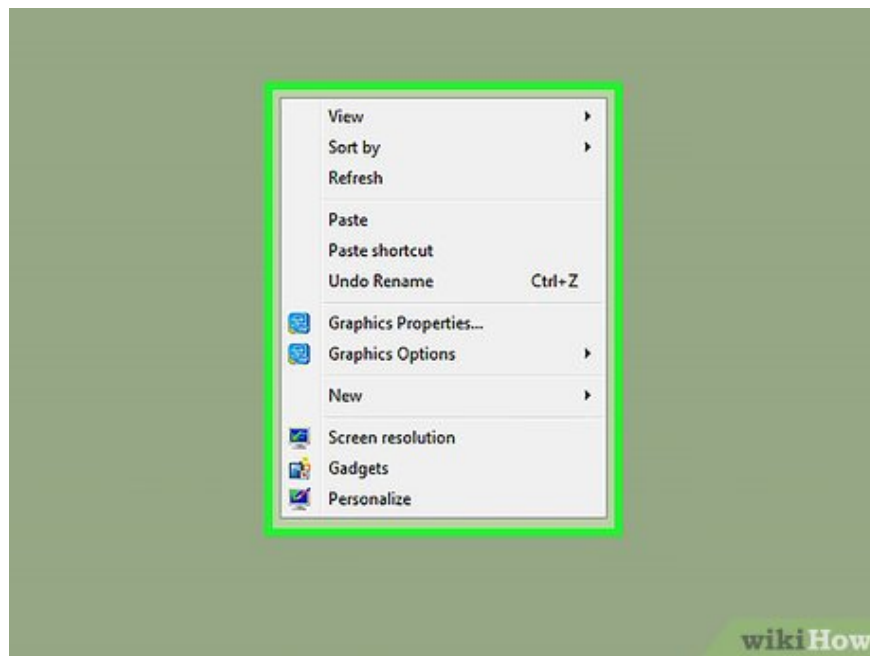 View
Sort by
Refresh
Paste
Paste shortcut
Undo Rename Ctrl+Z
Graphics Properties...
Graphics Options
New
Screen resolution
Gadgets
Personalize
wikiHow